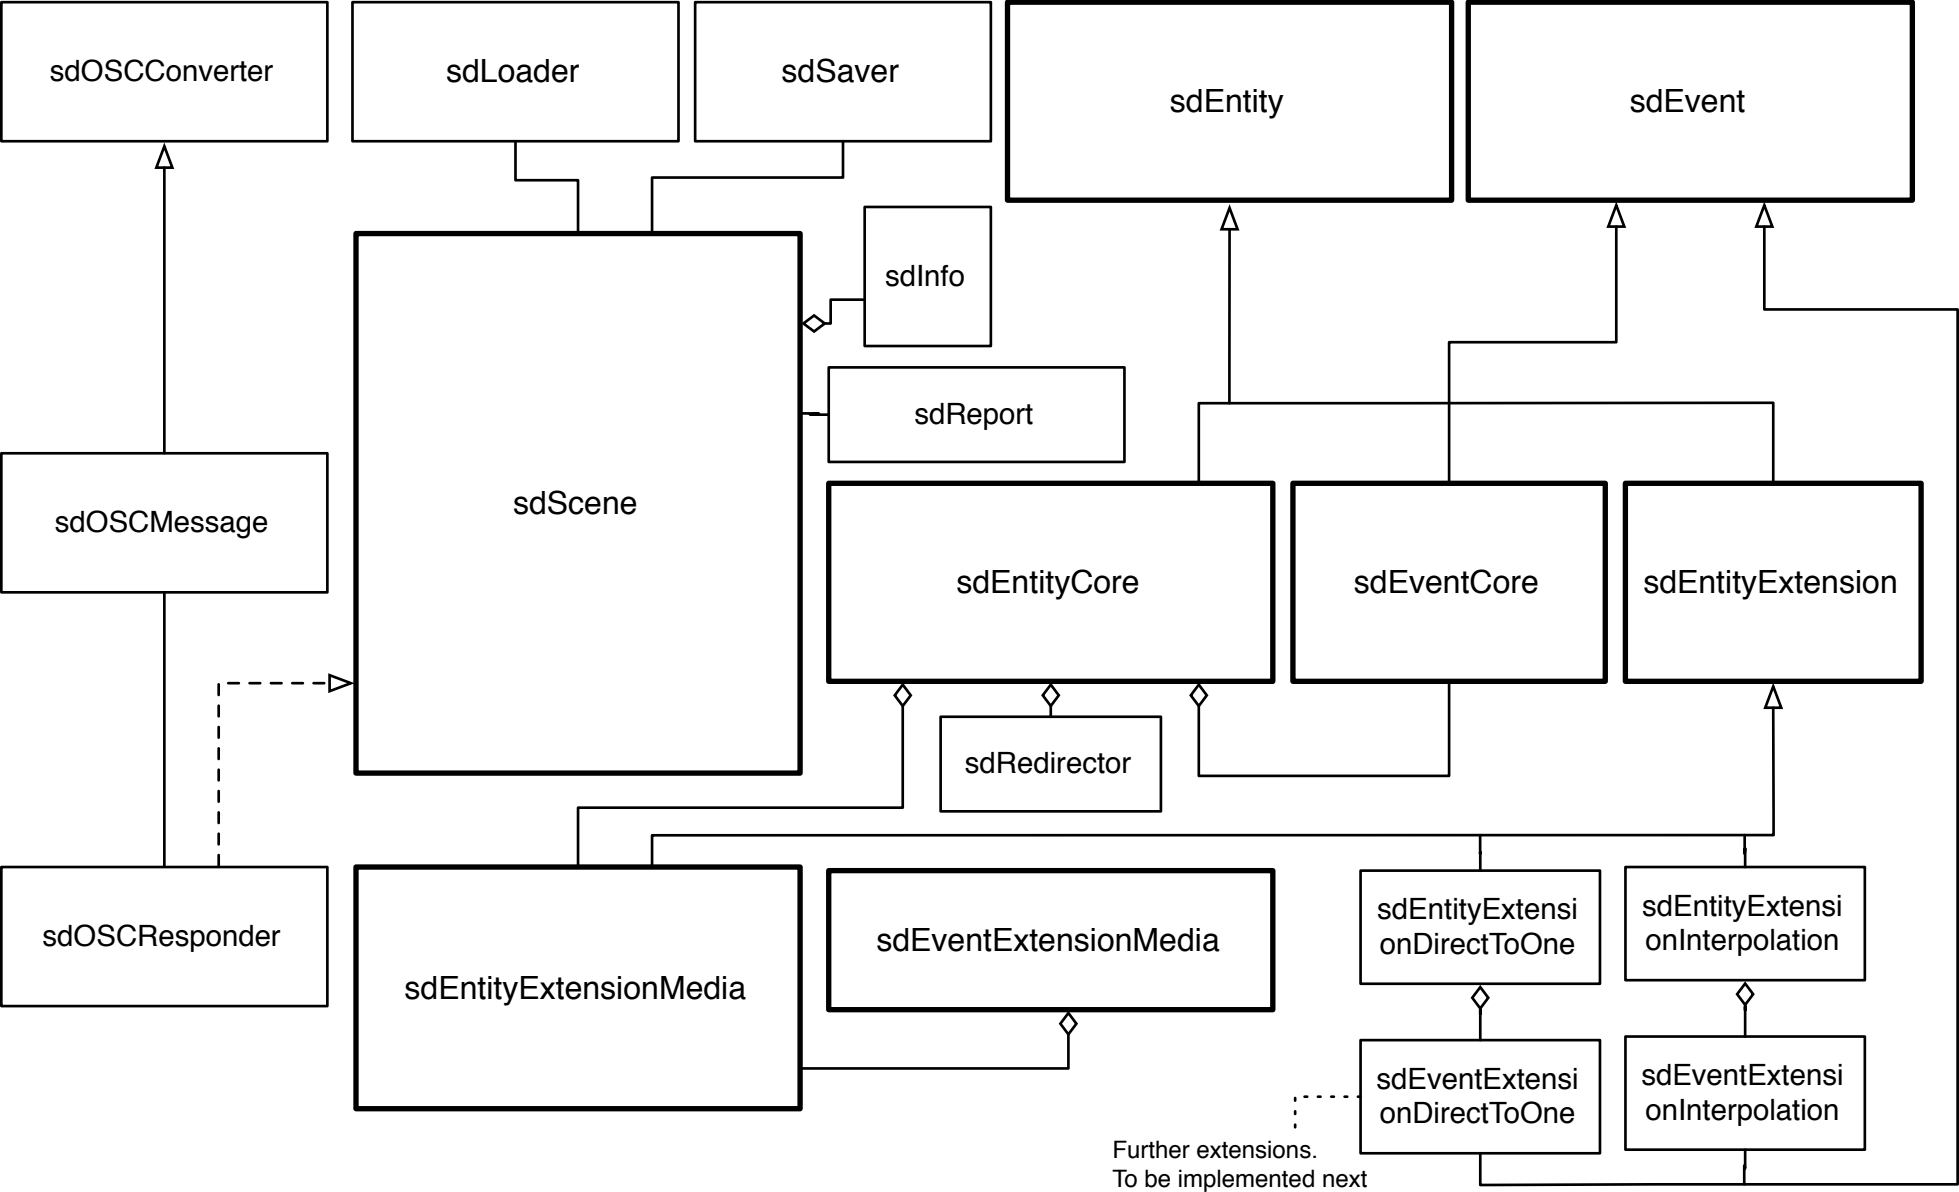 sdOSCConverter
sdLoader
sdSaver
sdEntity
sdEvent
sdInfo
sdReport
sdScene
sdOSCMessage
sdEntityCore
sdEventCore
sdEntityExtension
sdRedirector
sdOSCResponder
sdEntityExtensionMedia
sdEventExtensionMedia
sdEntityExtensi
onDirectToOne
sdEntityExtensi
onInterpolation
sdEventExtensi
onDirectToOne
sdEventExtensi
onInterpolation
Further extensions.
To be implemented next